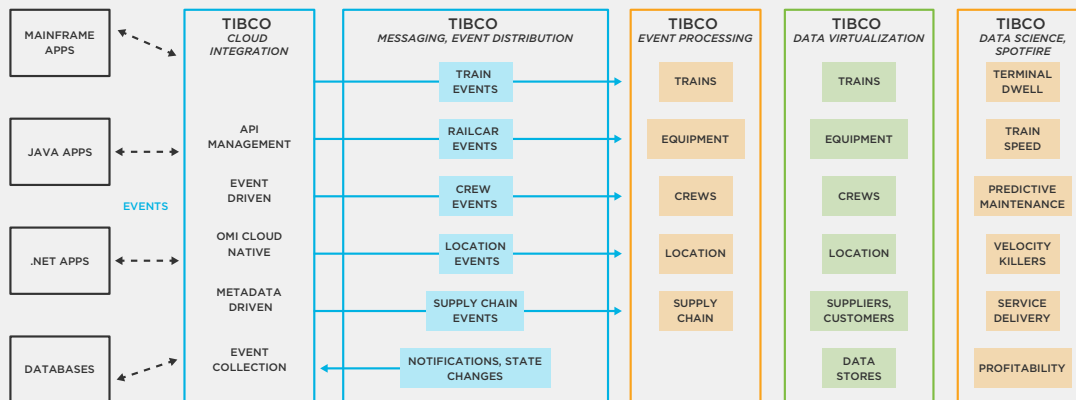 MAINFRAME
APPS
JAVA APPS
EVENTS
.NET APPS
DATABASES
TIBCO
CLOUD
INTEGRATION
API
MANAGEMENT
EVENT
DRIVEN
OMI CLOUD
NATIVE
METADATA
DRIVEN
EVENT
COLLECTION
TIBCO
MESSAGING, EVENT DISTRIBUTION
TRAIN
EVENTS
RAILCAR
EVENTS
CREW
EVENTS
LOCATION
EVENTS
SUPPLY CHAIN
EVENTS
NOTIFICATIONS, STATE
CHANGES
TIBCO
EVENT PROCESSING
TRAINS
EQUIPMENT
CREWS
LOCATION
SUPPLY
CHAIN
TIBCO
DATA VIRTUALIZATION
TRAINS
EQUIPMENT
CREWS
LOCATION
SUPPLIERS,
CUSTOMERS
DATA
STORES
TIBCO
DATA SCIENCE,
SPOTFIRE
TERMINAL
DWELL
TRAIN
SPEED
PREDICTIVE
MAINTENANCE
VELOCITY
KILLERS
SERVICE
DELIVERY
PROFITABILITY